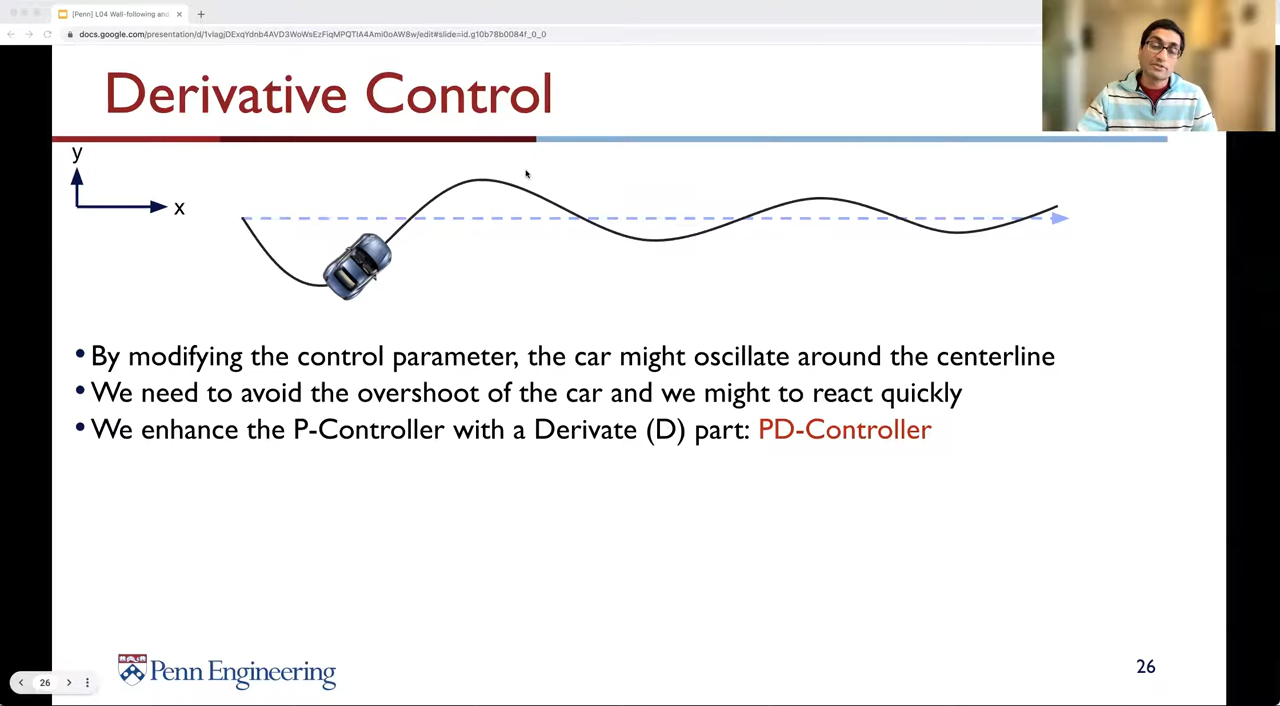 [Penn] L04 Wall-following and
docs.google.com/presentation/d/1vlagjDExqYdnb4AVD3WoWsEzFiqMPQTIA4Ami0oAW8w/edit#slide=id.g10b78b0084f_0_0
Derivative Control
y
x
• By modifying the control parameter, the car might oscillate around the centerline
• We need to avoid the overshoot of the car and we might to react quickly
• We enhance the P-Controller with a Derivate (D) part: PD-Controller
Penn Engineering
26
26